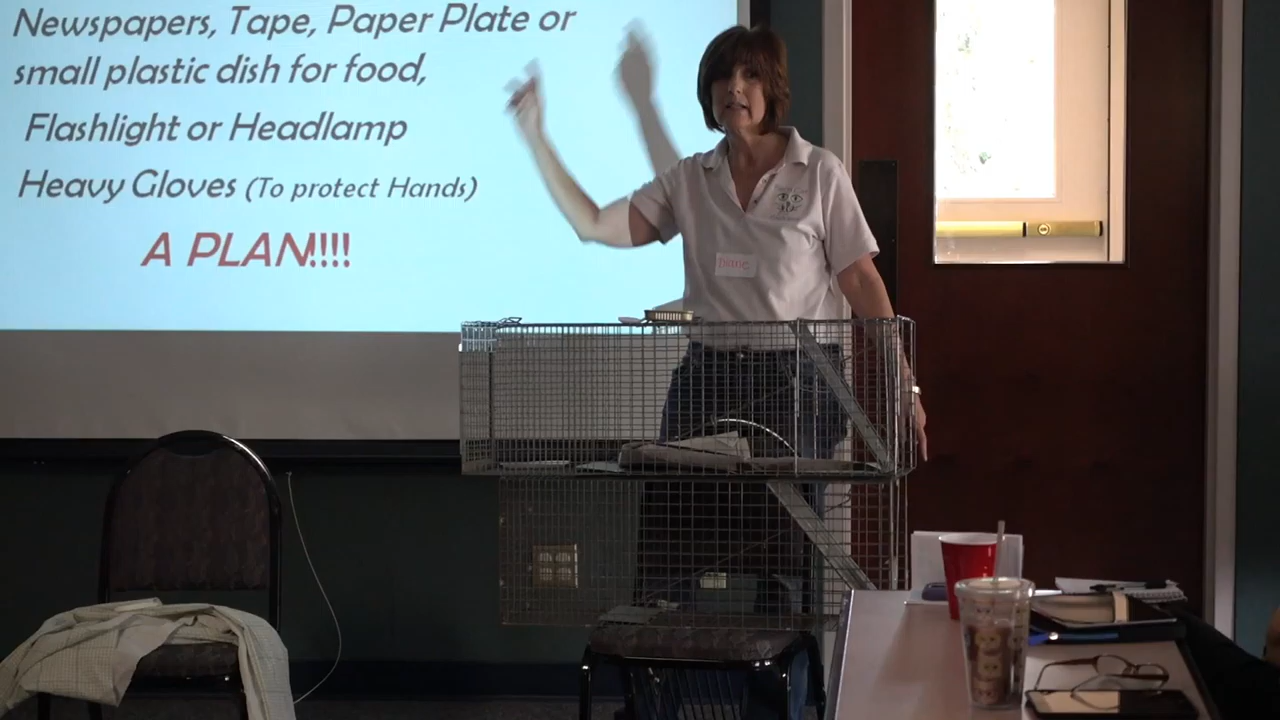 Newspapers, Tape, Paper Plate or
small plastic dish for food,
Flashlight or Headlamp
Heavy Gloves (To protect Hands)
A PLAN!!!!
Diane